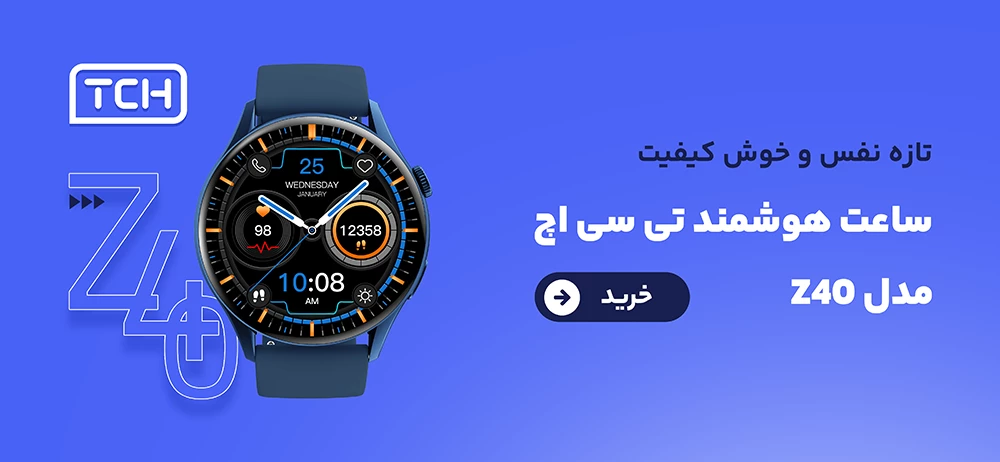 TCH
Z40
25
WEDNESDAY
JANUARY
98
12358
10:08
AM
تازه نفس و خوش کیفیت
ساعت هوشمند تی سی اچ
مدل Z40
خرید